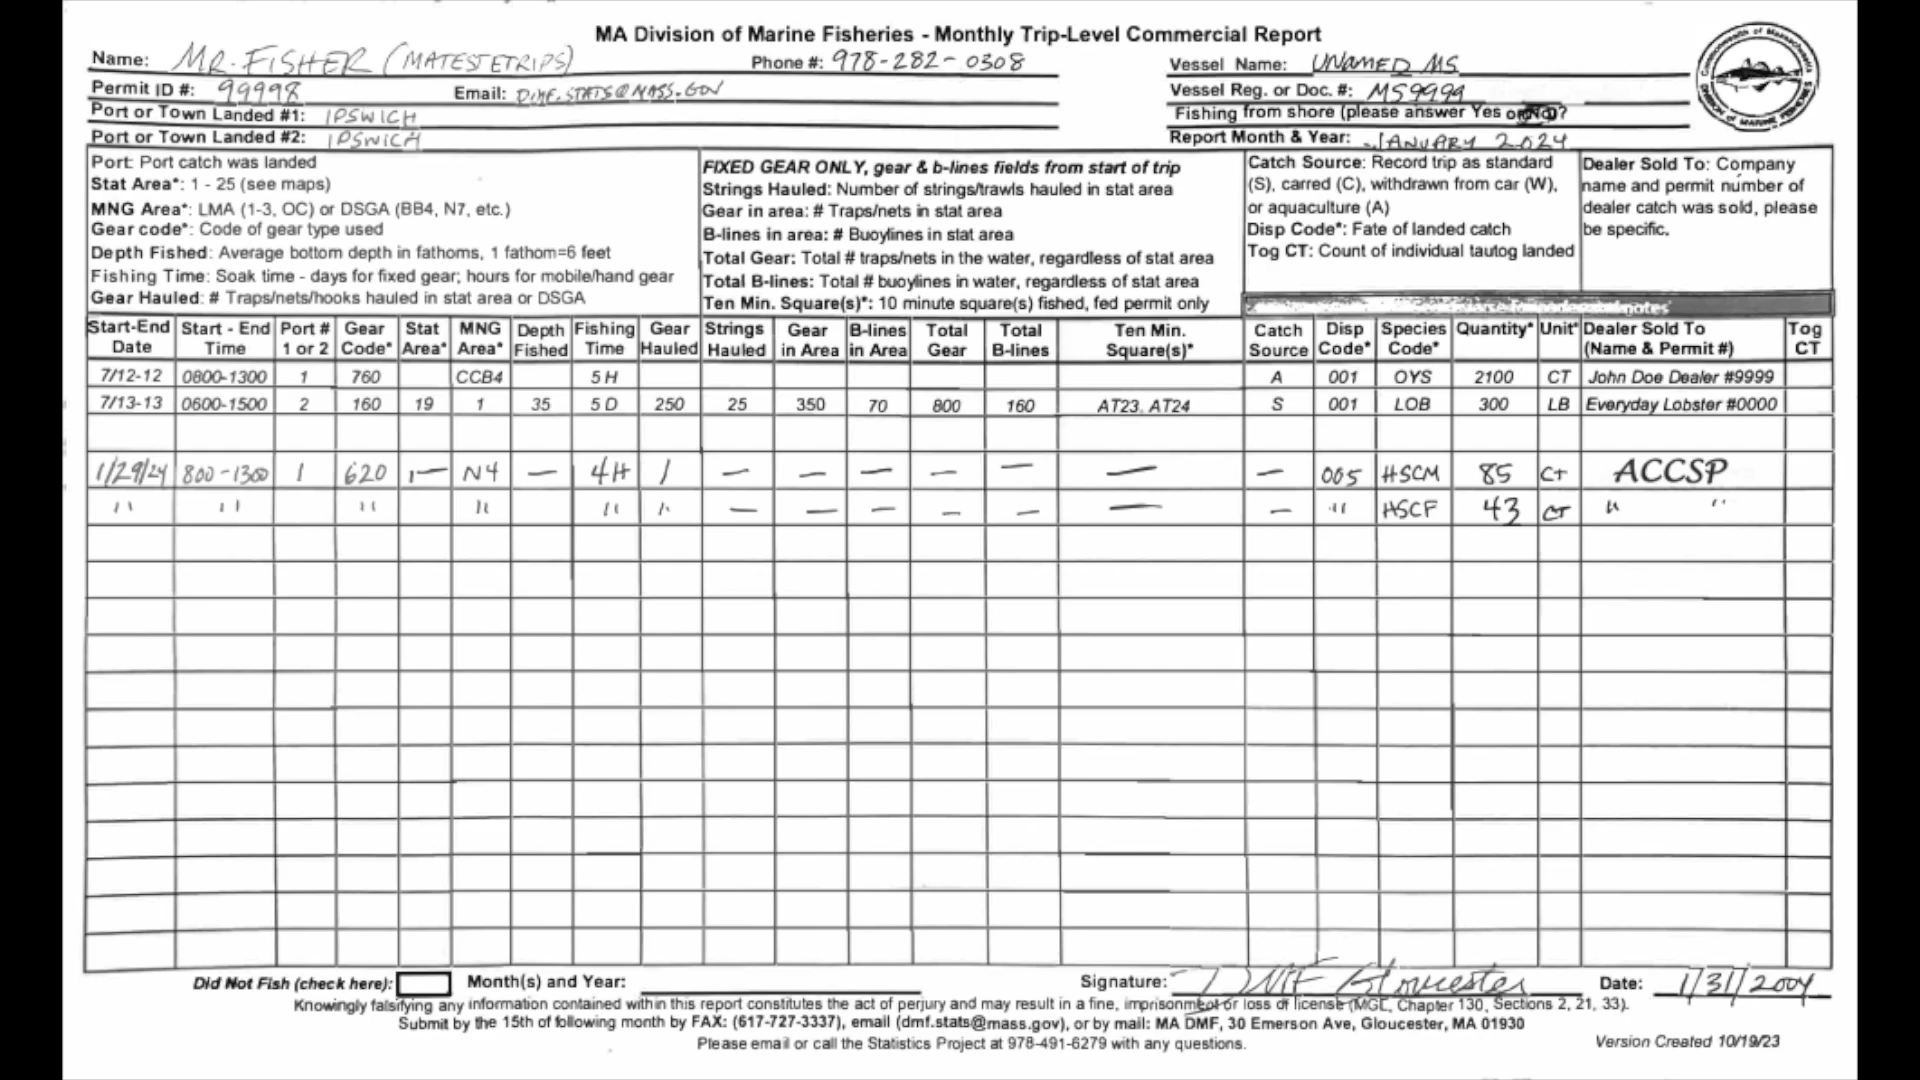 MA Division of Marine Fisheries - Monthly Trip-Level Commercial Report
Name: MR. FISHER (MATESTETRIPS) Phone #: 978-282-0308 Vessel Name: UNAMED MS
Permit ID #: 99998 Email: DMF.STATS@MASS.GOV Vessel Reg. or Doc. #: MS9999
Port or Town Landed #1: IPSWICH Fishing from shore (please answer Yes or No)?
Port or Town Landed #2: IPSWICH Report Month & Year: JANUARY 2024
Port: Port catch was landed
Stat Area*: 1 - 25 (see maps)
MNG Area*: LMA (1-3, OC) or DSGA (BB4, N7, etc.)
Gear code*: Code of gear type used
Depth Fished: Average bottom depth in fathoms, 1 fathom=6 feet
Fishing Time: Soak time - days for fixed gear; hours for mobile/hand gear
Gear Hauled: # Traps/nets/hooks hauled in stat area or DSGA
FIXED GEAR ONLY, gear & b-lines fields from start of trip
Strings Hauled: Number of strings/trawls hauled in stat area
Gear in area: # Traps/nets in stat area
B-lines in area: # Buoylines in stat area
Total Gear: Total # traps/nets in the water, regardless of stat area
Total B-lines: Total # buoylines in water, regardless of stat area
Ten Min. Square(s)*: 10 minute square(s) fished, fed permit only
Catch Source: Record trip as standard
(S), carred (C), withdrawn from car (W),
or aquaculture (A)
Disp Code*: Fate of landed catch
Tog CT: Count of individual tautog landed
Dealer Sold To: Company
name and permit number of
dealer catch was sold, please
be specific.
Start-End Date Start - End Time Port # 1 or 2 Gear Code* Stat Area* MNG Area* Depth Fished Fishing Time Gear Hauled Strings Hauled Gear in Area B-lines in Area Total Gear Total B-lines Ten Min. Square(s)* Catch Source Disp Code* Species Code* Quantity* Unit* Dealer Sold To (Name & Permit #) Tog CT
7/12-12 0800-1300 1 760 CCB4 5 H A 001 OYS 2100 CT John Doe Dealer #9999
7/13-13 0600-1500 2 160 19 1 35 5 D 250 25 350 70 800 160 AT23, AT24 S 001 LOB 300 LB Everyday Lobster #0000
1/29/24 800-1300 1 620 1— N4 — 4H 1 — — — — — — — 005 HSCM 85 CT ACCSP
" " " " " " — — — — — — — " HSCF 43 CT " "
Did Not Fish (check here): Month(s) and Year: Signature: DMF Gloucester Date: 1/31/2004
Knowingly falsifying any information contained within this report constitutes the act of perjury and may result in a fine, imprisonment or loss of license (MGL, Chapter 130, Sections 2, 21, 33).
Submit by the 15th of following month by FAX: (617-727-3337), email (dmf.stats@mass.gov), or by mail: MA DMF, 30 Emerson Ave, Gloucester, MA 01930
Please email or call the Statistics Project at 978-491-6279 with any questions.
Version Created 10/19/23